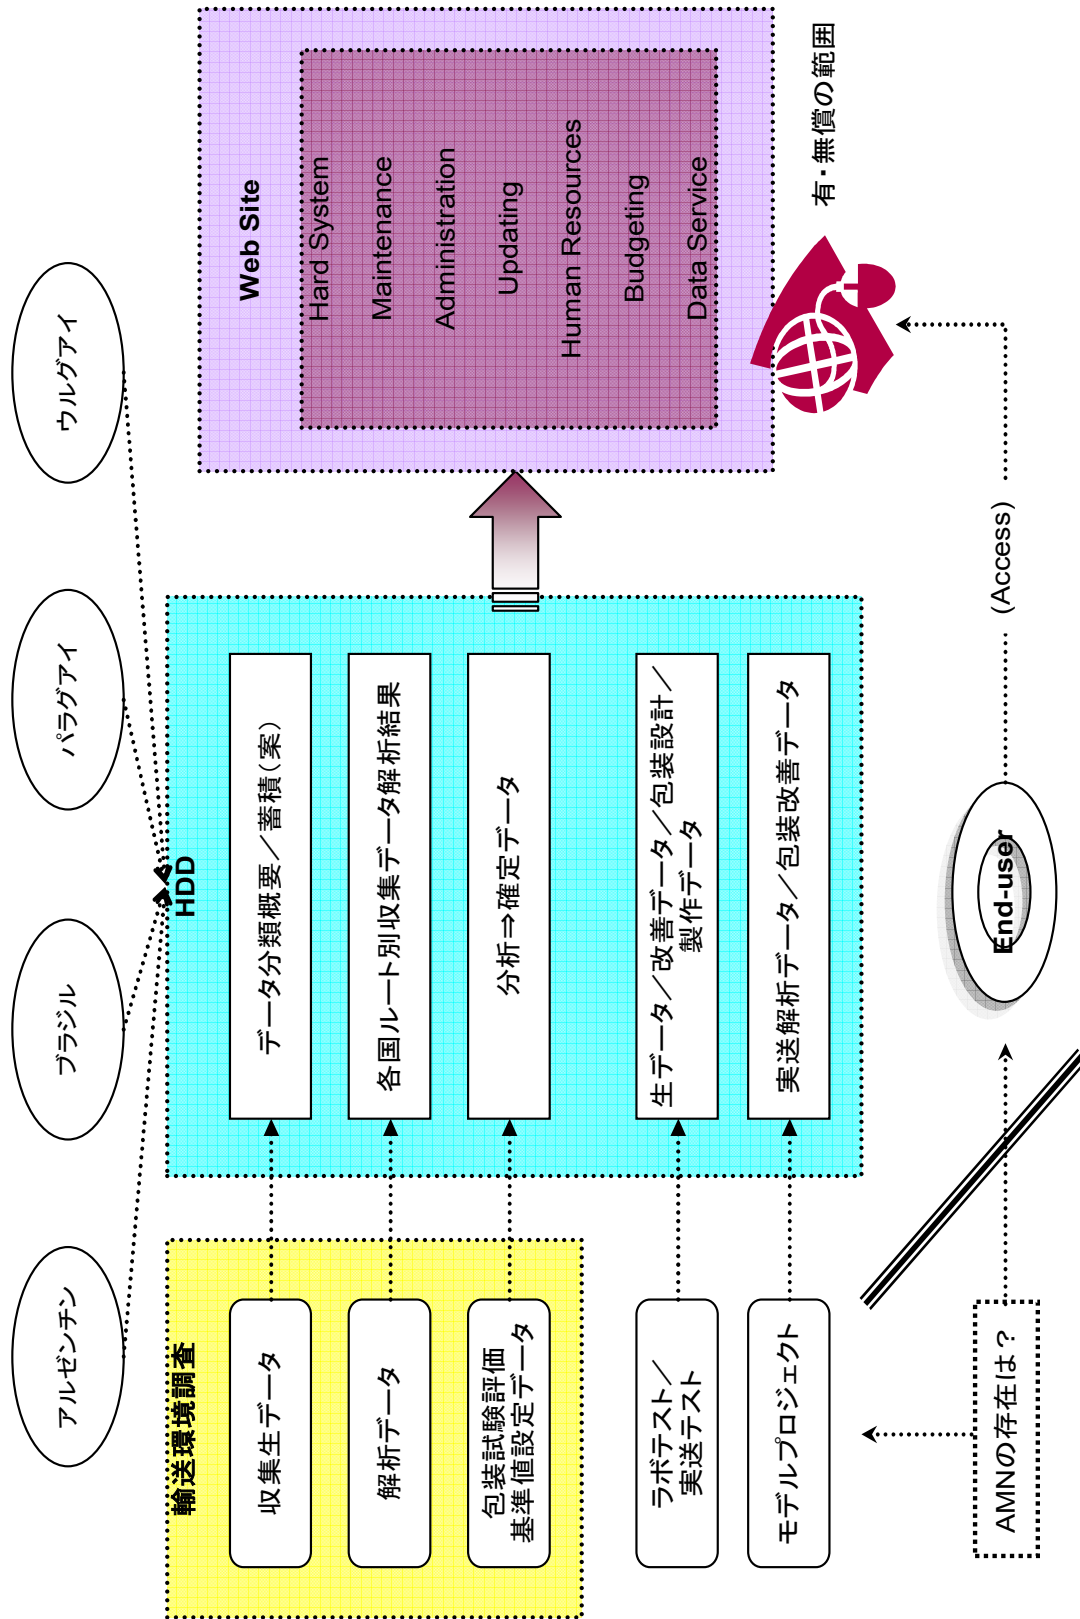 アルゼンチン
ブラジル
パラグアイ
ウルグアイ
輸送環境調査
収集生データ
解析データ
包装試験評価
基準値設定データ
ラボテスト／
実送テスト
モデルプロジェクト
AMNの存在は？
HDD
データ分類概要／蓄積（案）
各国ルート別収集データ解析結果
分析⇒確定データ
生データ／改善データ／包装設計／
製作データ
実送解析データ／包装改善データ
End-user
(Access)
Web Site
Hard System
Maintenance
Administration
Updating
Human Resources
Budgeting
Data Service
有・無償の範囲